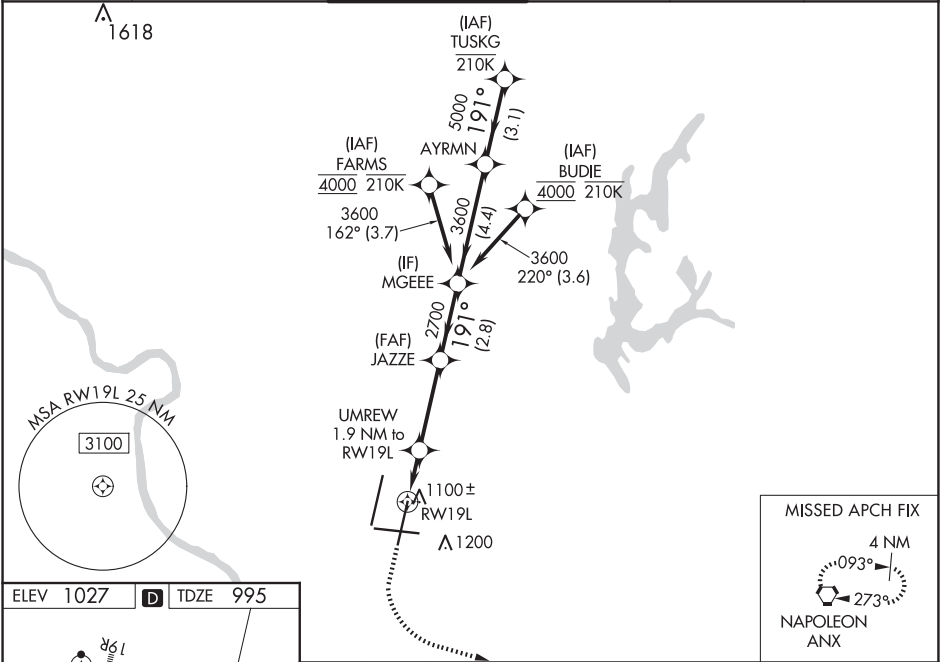 1618
(IAF)
TUSKG
210K
5000
191°
(3.1)
AYRMN
(IAF)
FARMS
4000 210K
(IAF)
BUDIE
4000 210K
3600
162° (3.7)
3600
(4.4)
3600
220° (3.6)
(IF)
MGEEE
2700
191°
(2.8)
(FAF)
JAZZE
UMREW
1.9 NM to
RW19L
MSA RW19L 25 NM
3100
1100±
RW19L
1200
MISSED APCH FIX
4 NM
093°
273°
NAPOLEON
ANX
ELEV 1027 D TDZE 995
19R